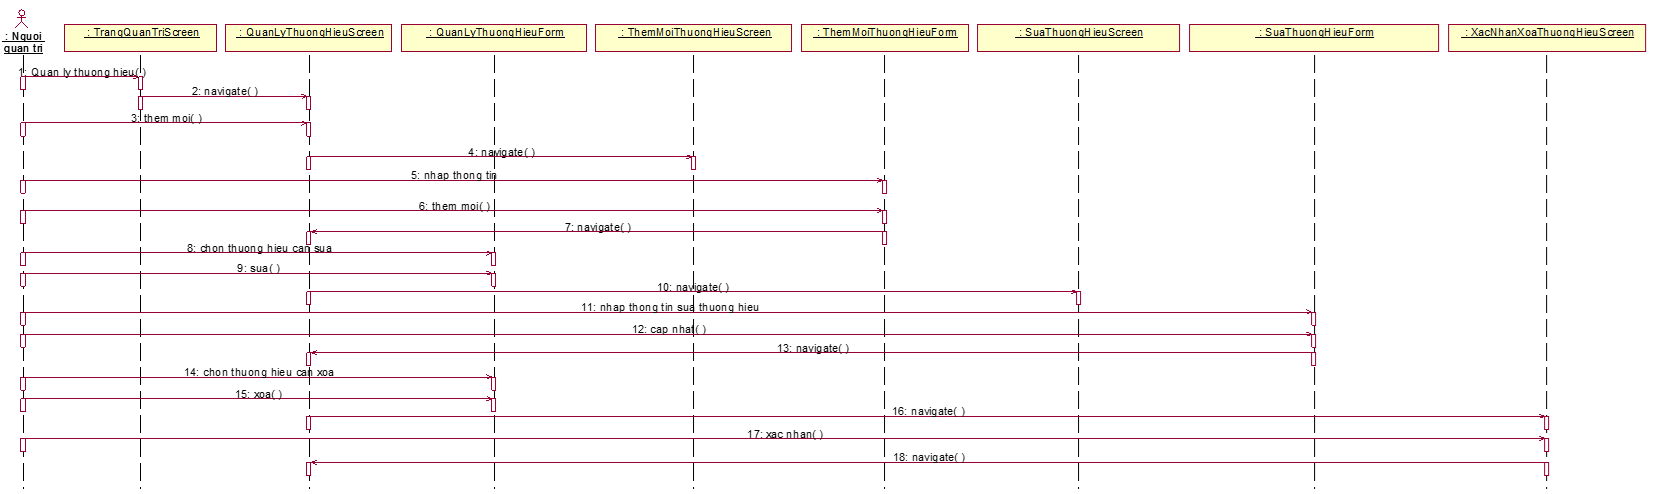 : Nguoi
quan tri
: TrangQuanTriScreen
: QuanLyThuongHieuScreen
: QuanLyThuongHieuForm
: ThemMoiThuongHieuScreen
: ThemMoiThuongHieuForm
: SuaThuongHieuScreen
: SuaThuongHieuForm
: XacNhanXoaThuongHieuScreen
1: Quan ly thuong hieu( )
2: navigate( )
3: them moi( )
4: navigate( )
5: nhap thong tin
6: them moi( )
7: navigate( )
8: chon thuong hieu can sua
9: sua( )
10: navigate( )
11: nhap thong tin sua thuong hieu
12: cap nhat( )
13: navigate( )
14: chon thuong hieu can xoa
15: xoa( )
16: navigate( )
17: xac nhan( )
18: navigate( )